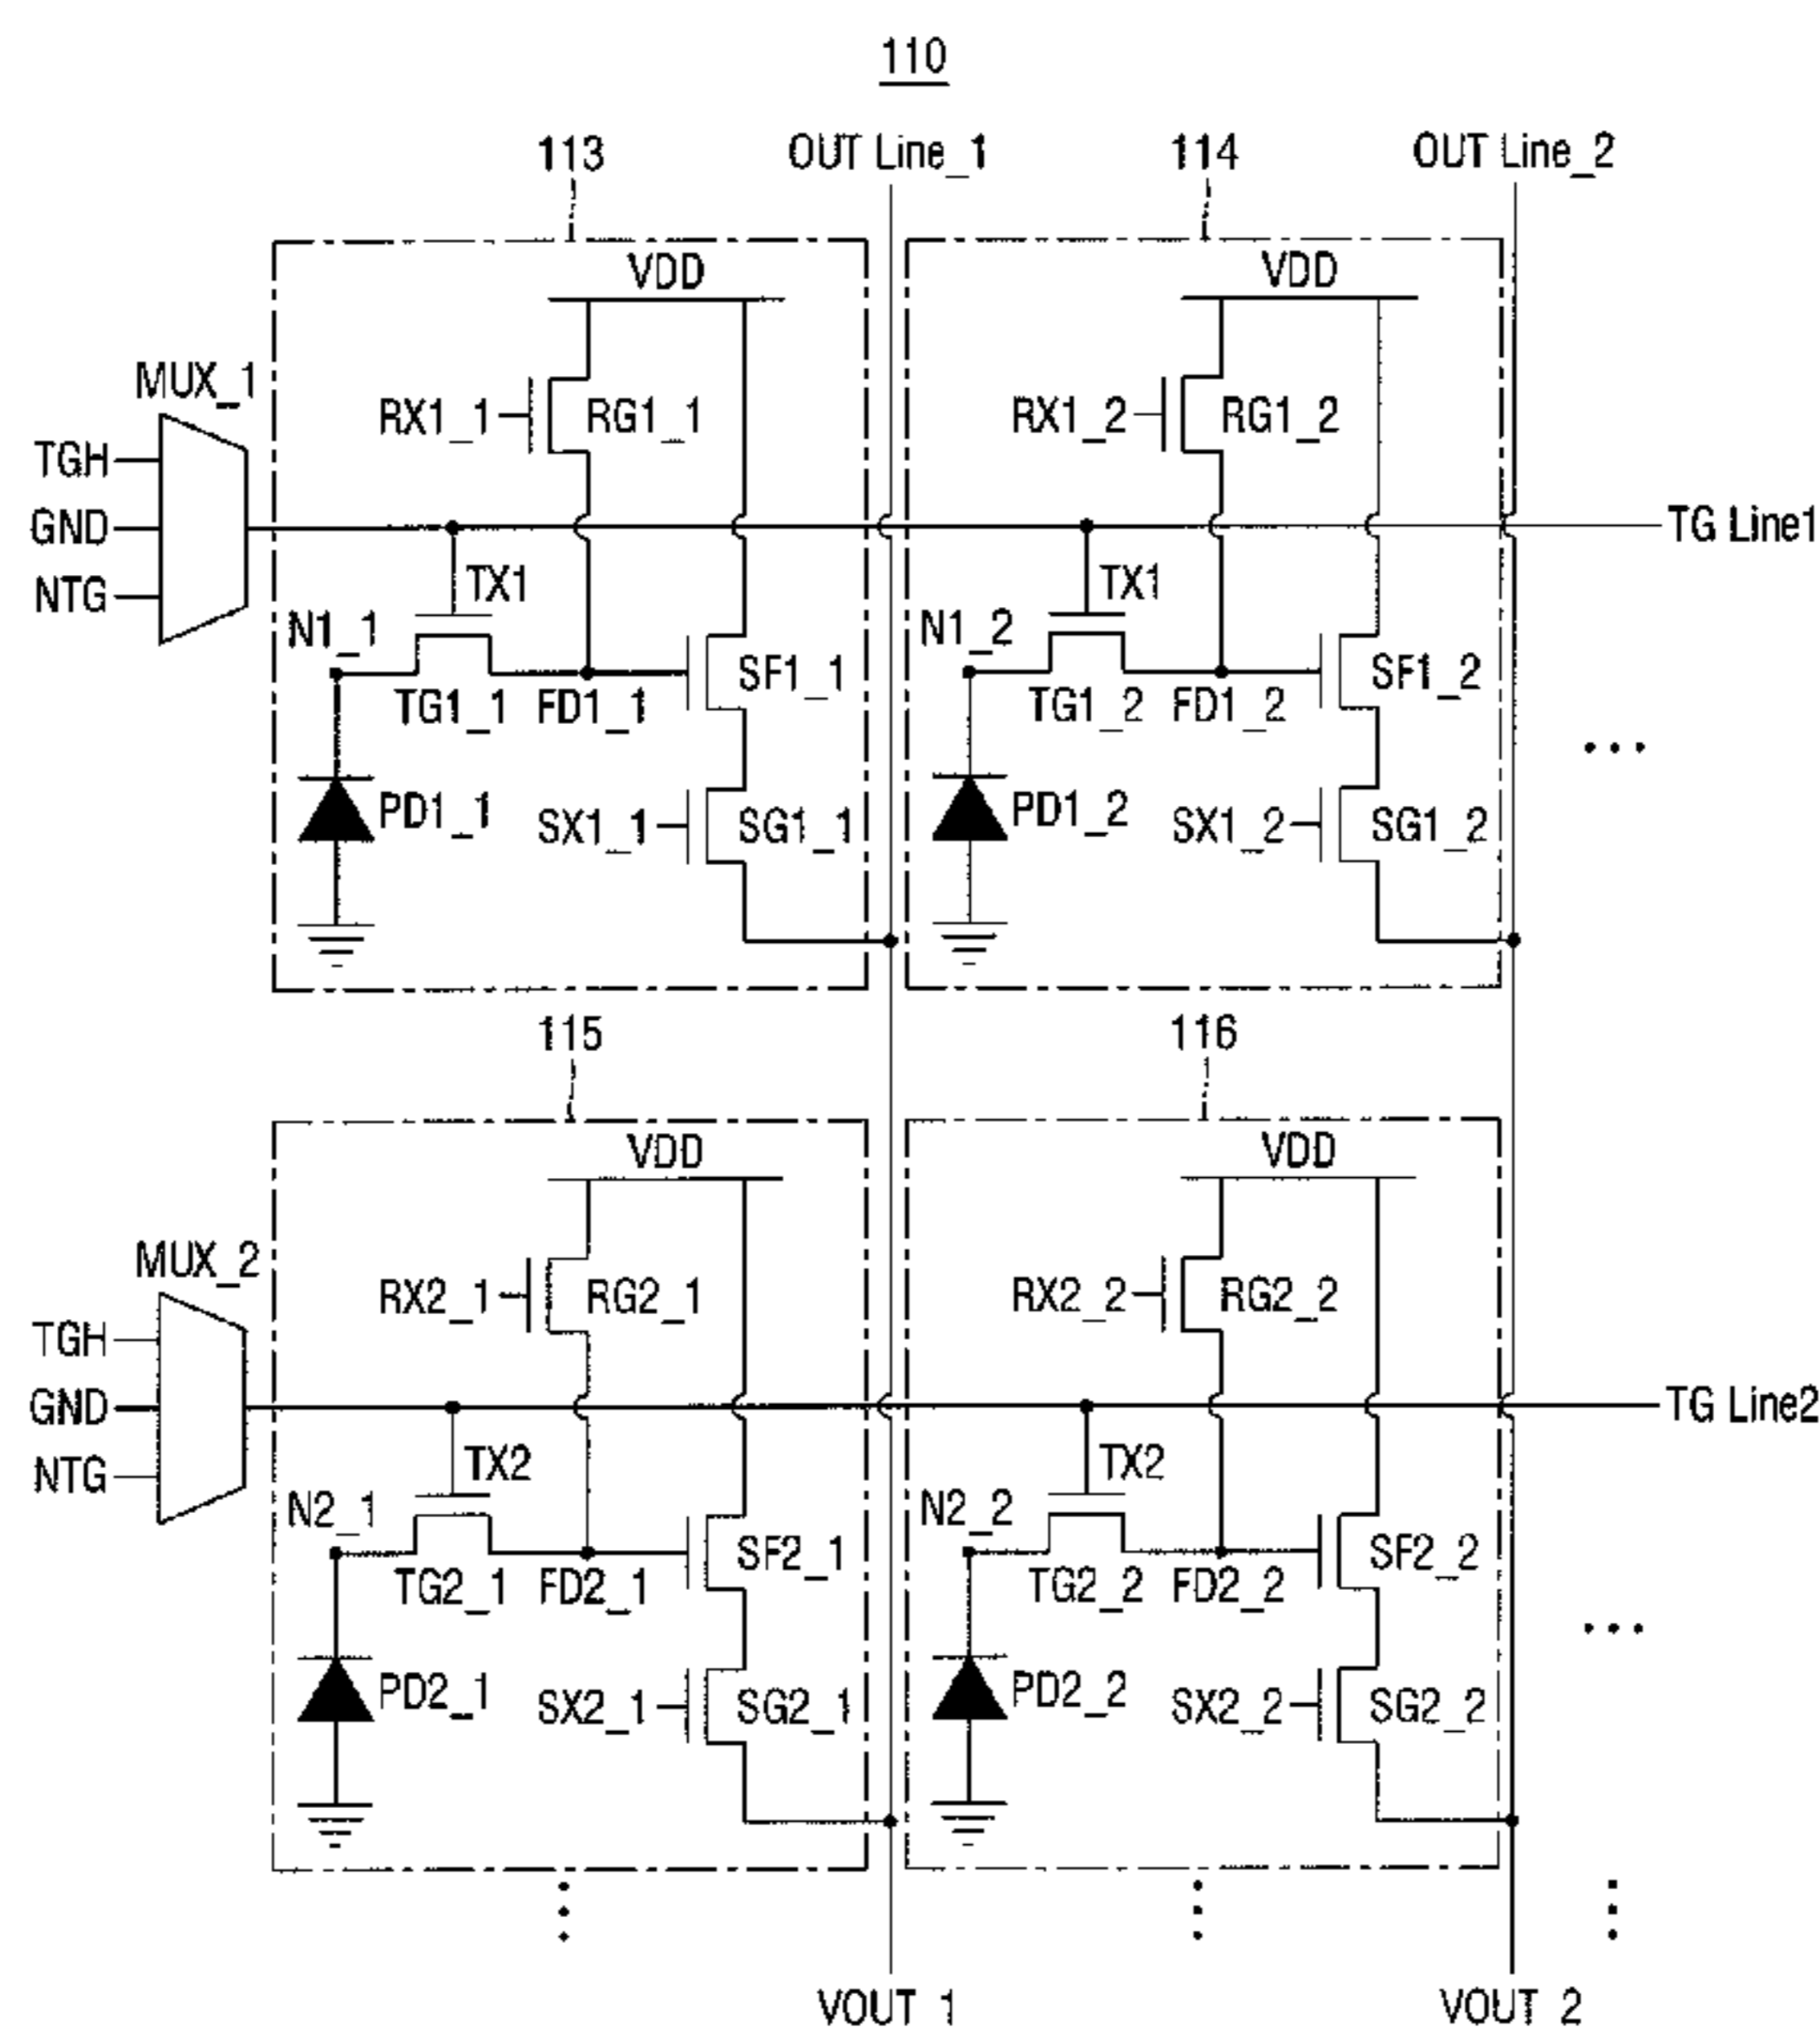 110
113 OUT Line_1 114 OUT Line_2
VDD VDD
MUX_1
RX1_1 RG1_1 RX1_2 RG1_2
TGH
GND TG Line1
NTG TX1 TX1
N1_1 N1_2
SF1_1 SF1_2
TG1_1 FD1_1 TG1_2 FD1_2
PD1_1 SX1_1 SG1_1 PD1_2 SX1_2 SG1_2
115 116
VDD VDD
MUX_2
RX2_1 RG2_1 RX2_2 RG2_2
TGH
GND TG Line2
NTG TX2 TX2
N2_1 N2_2
SF2_1 SF2_2
TG2_1 FD2_1 TG2_2 FD2_2
PD2_1 SX2_1 SG2_1 PD2_2 SX2_2 SG2_2
VOUT_1 VOUT_2